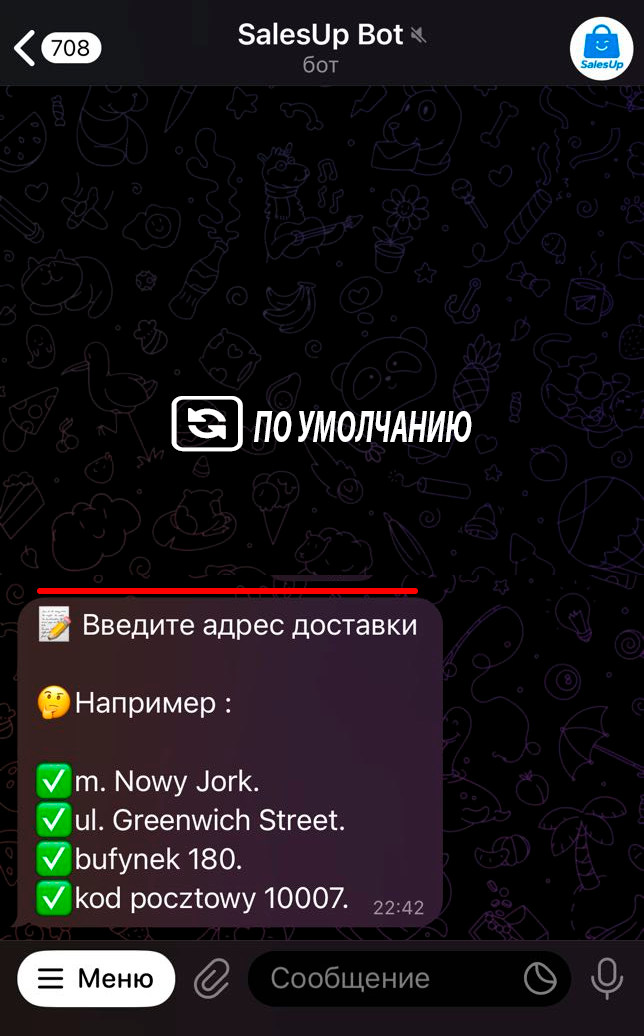 708
SalesUp Bot
бот
SalesUp
ПО УМОЛЧАНИЮ
Введите адрес доставки
Например :
m. Nowy Jork.
ul. Greenwich Street.
bufynek 180.
kod pocztowy 10007.
22:42
Меню
Сообщение